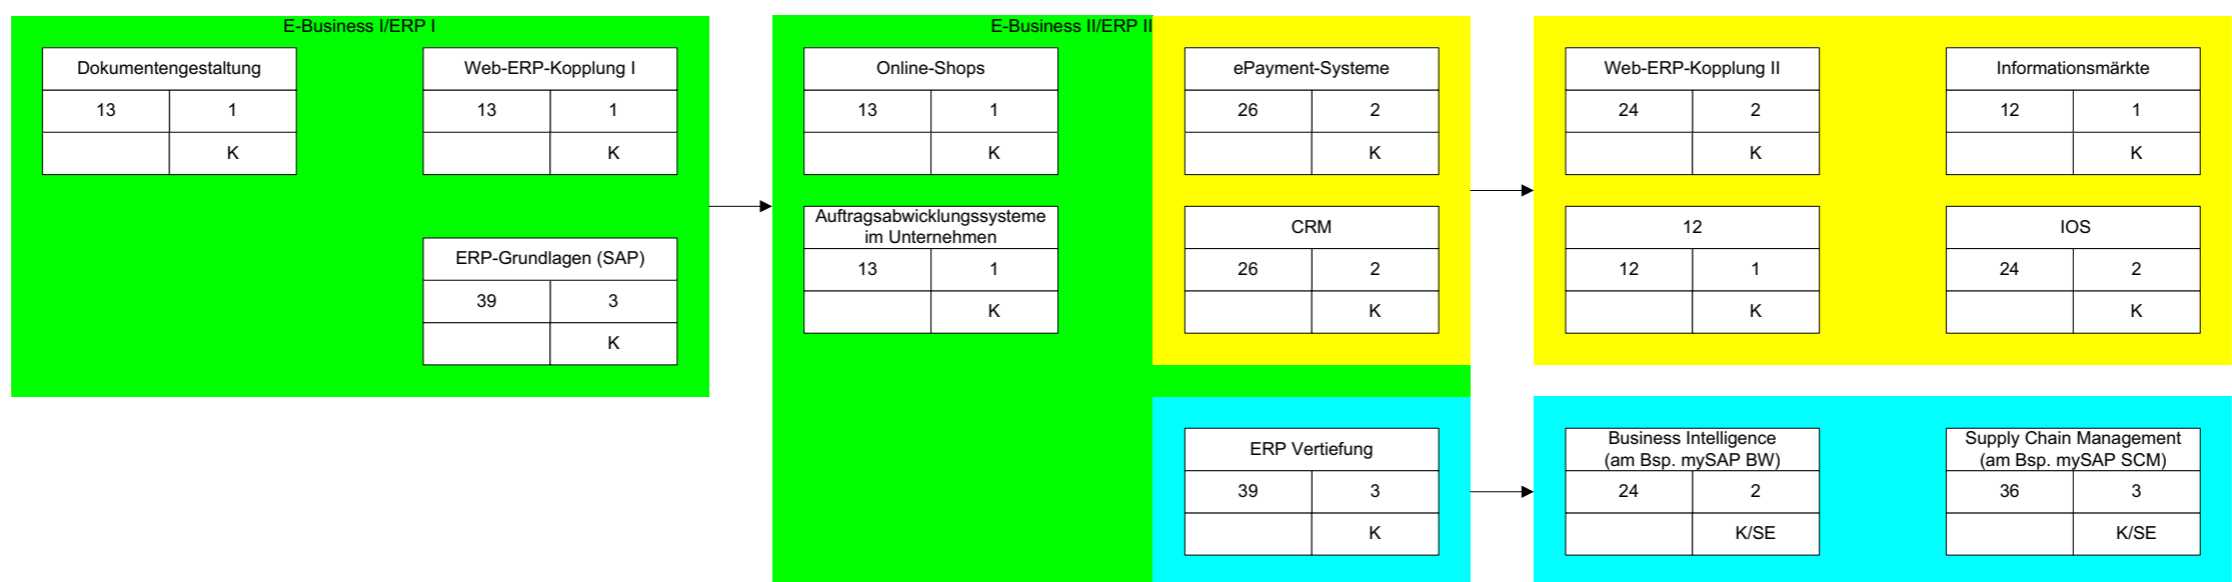 E-Business I/ERP I
Dokumentengestaltung
13 1
K
Web-ERP-Kopplung I
13 1
K
ERP-Grundlagen (SAP)
39 3
K
E-Business II/ERP II
Online-Shops
13 1
K
Auftragsabwicklungssysteme
im Unternehmen
13 1
K
ePayment-Systeme
26 2
K
CRM
26 2
K
ERP Vertiefung
39 3
K
Web-ERP-Kopplung II
24 2
K
Informationsmärkte
12 1
K
12
12 1
K
IOS
24 2
K
Business Intelligence
(am Bsp. mySAP BW)
24 2
K/SE
Supply Chain Management
(am Bsp. mySAP SCM)
36 3
K/SE